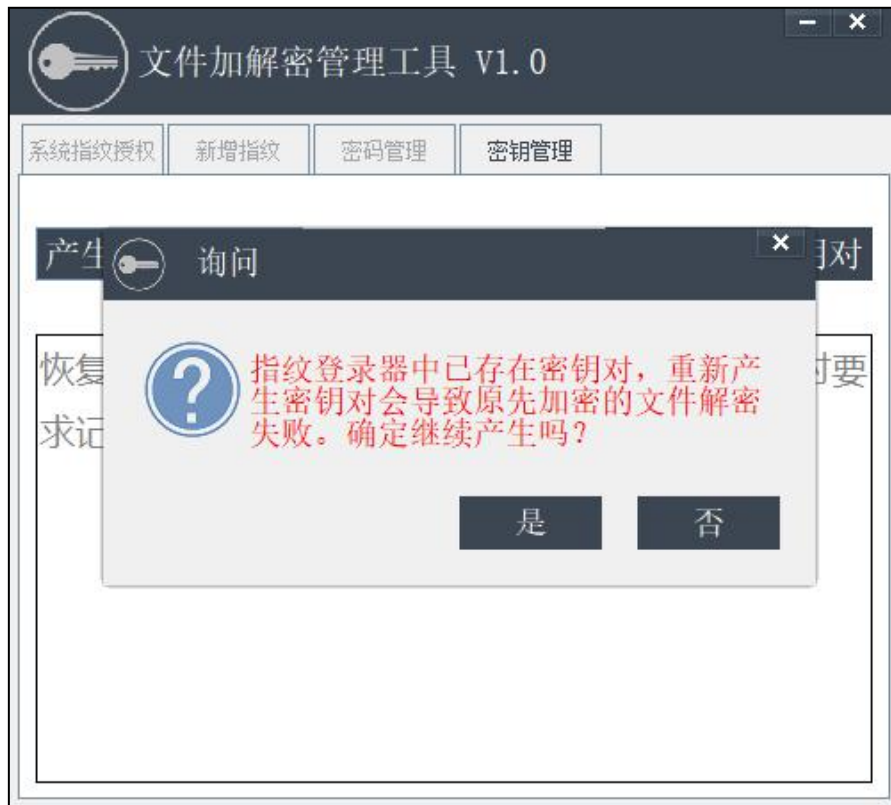 文件加解密管理工具 V1.0
系统指纹授权
新增指纹
密码管理
密钥管理
产生
钥对
询问
恢复
时要
求记
指纹登录器中已存在密钥对，重新产
生密钥对会导致原先加密的文件解密
失败。确定继续产生吗？
是
否